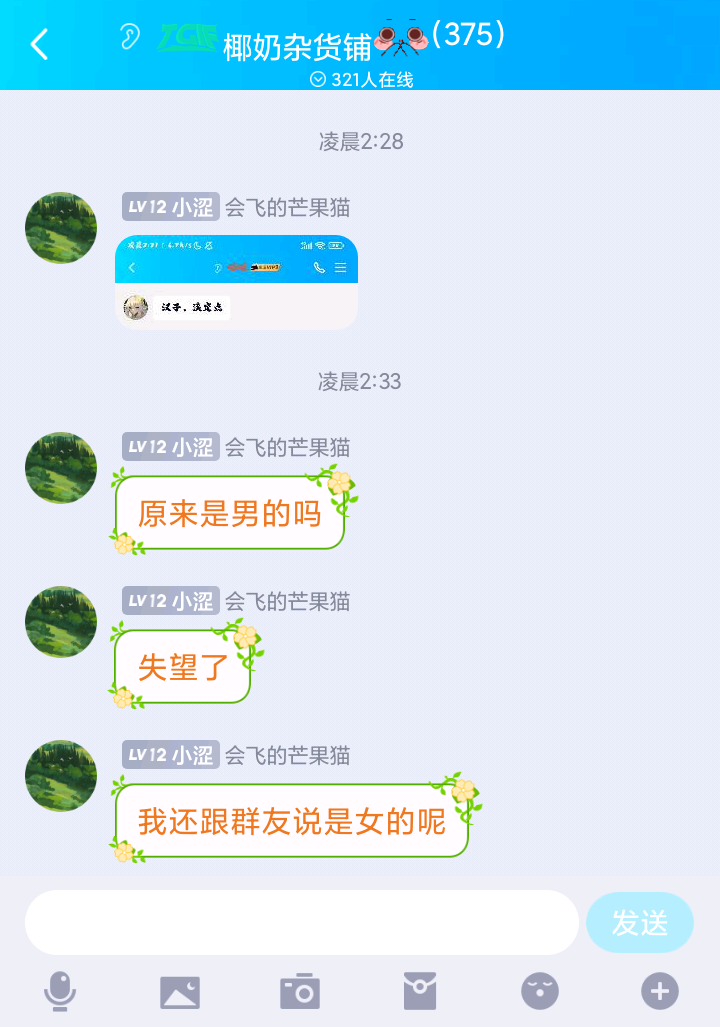 椰奶杂货铺(375)
321人在线
凌晨2:28
LV12 小涩 会飞的芒果猫
汉子，淡定点
凌晨2:33
LV12 小涩 会飞的芒果猫
原来是男的吗
LV12 小涩 会飞的芒果猫
失望了
LV12 小涩 会飞的芒果猫
我还跟群友说是女的呢
发送